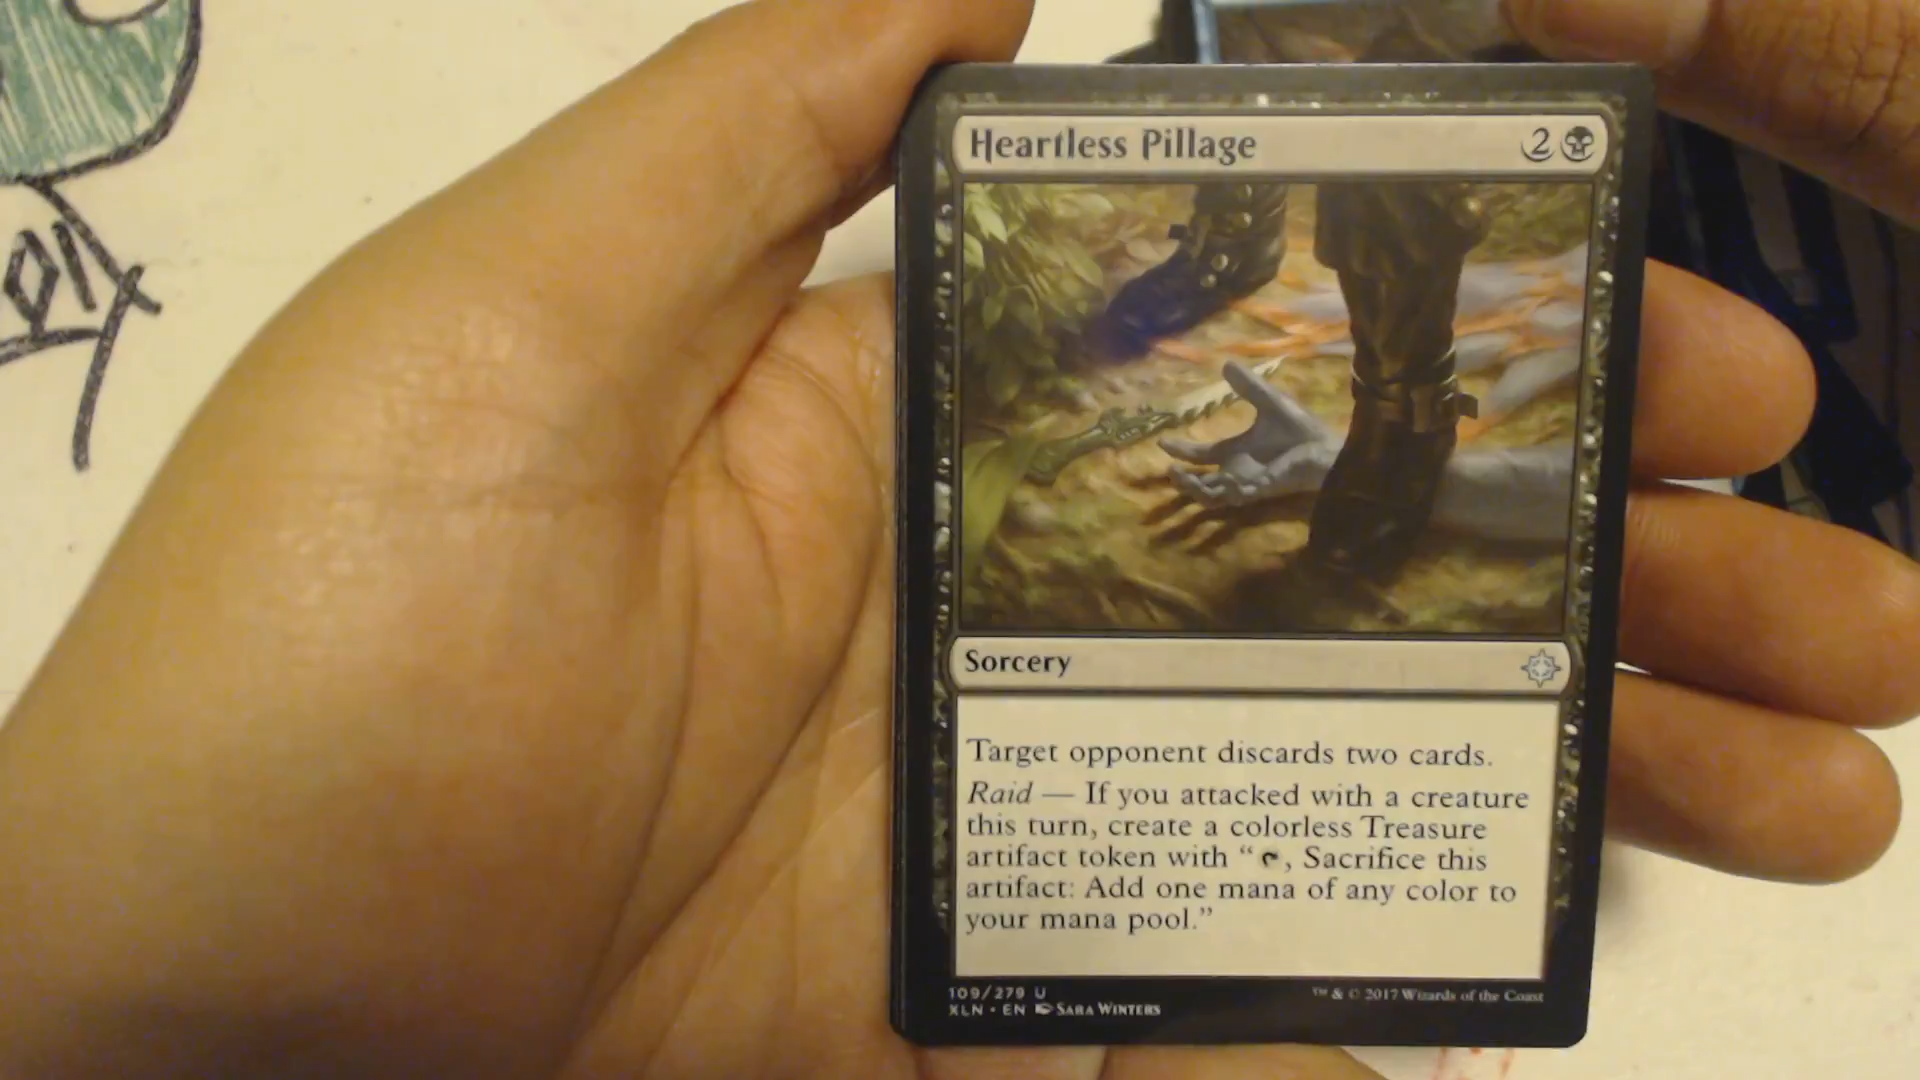 Heartless Pillage 2
Sorcery
Target opponent discards two cards.
Raid — If you attacked with a creature
this turn, create a colorless Treasure
artifact token with “ , Sacrifice this
artifact: Add one mana of any color to
your mana pool.”
109/279 U
XLN • EN SARA WINTERS
™ & © 2017 Wizards of the Coast